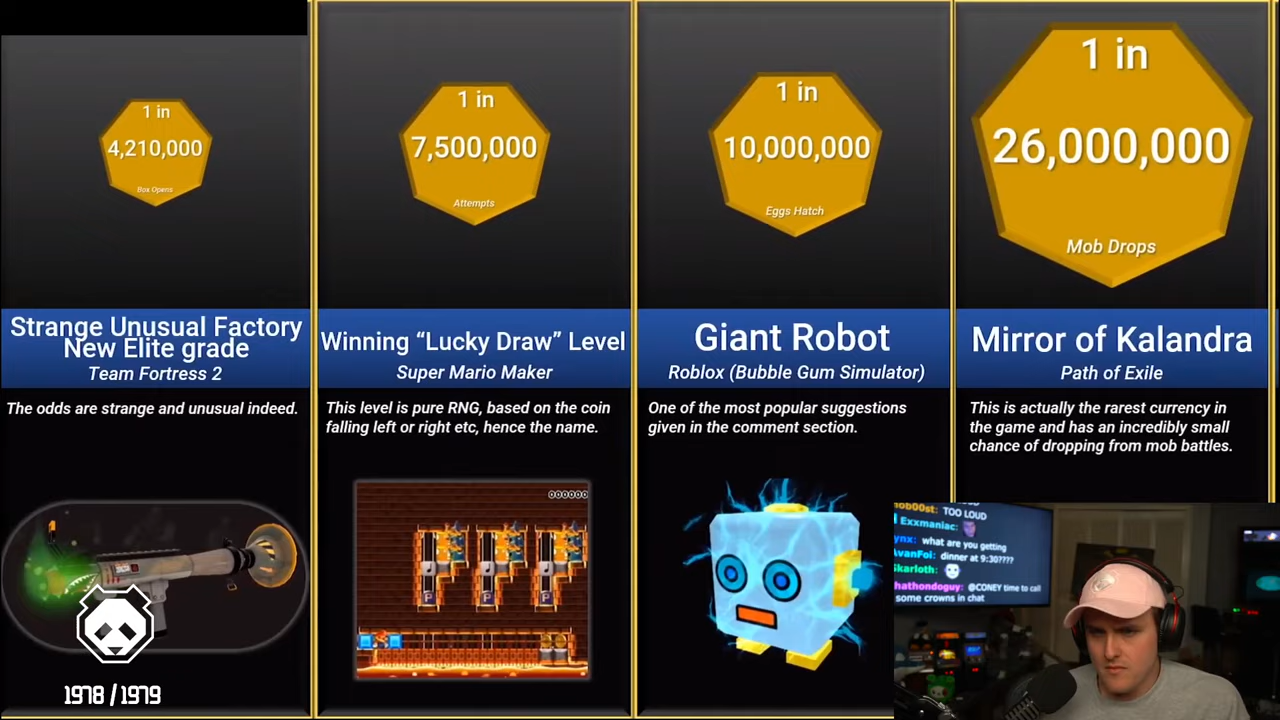 1 in
4,210,000
Box Opens
Strange Unusual Factory
New Elite grade
Team Fortress 2
The odds are strange and unusual indeed.
1978 / 1979
1 in
7,500,000
Attempts
Winning “Lucky Draw” Level
Super Mario Maker
This level is pure RNG, based on the coin
falling left or right etc, hence the name.
000000
P
P
P
1 in
10,000,000
Eggs Hatch
Giant Robot
Roblox (Bubble Gum Simulator)
One of the most popular suggestions
given in the comment section.
1 in
26,000,000
Mob Drops
Mirror of Kalandra
Path of Exile
This is actually the rarest currency in
the game and has an incredibly small
chance of dropping from mob battles.
TOO LOUD
Exxmaniac:
what are you getting
AvanFoi: dinner at 9:30????
Skarloth:
hathondoguy: @CONEY time to call
some crowns in chat